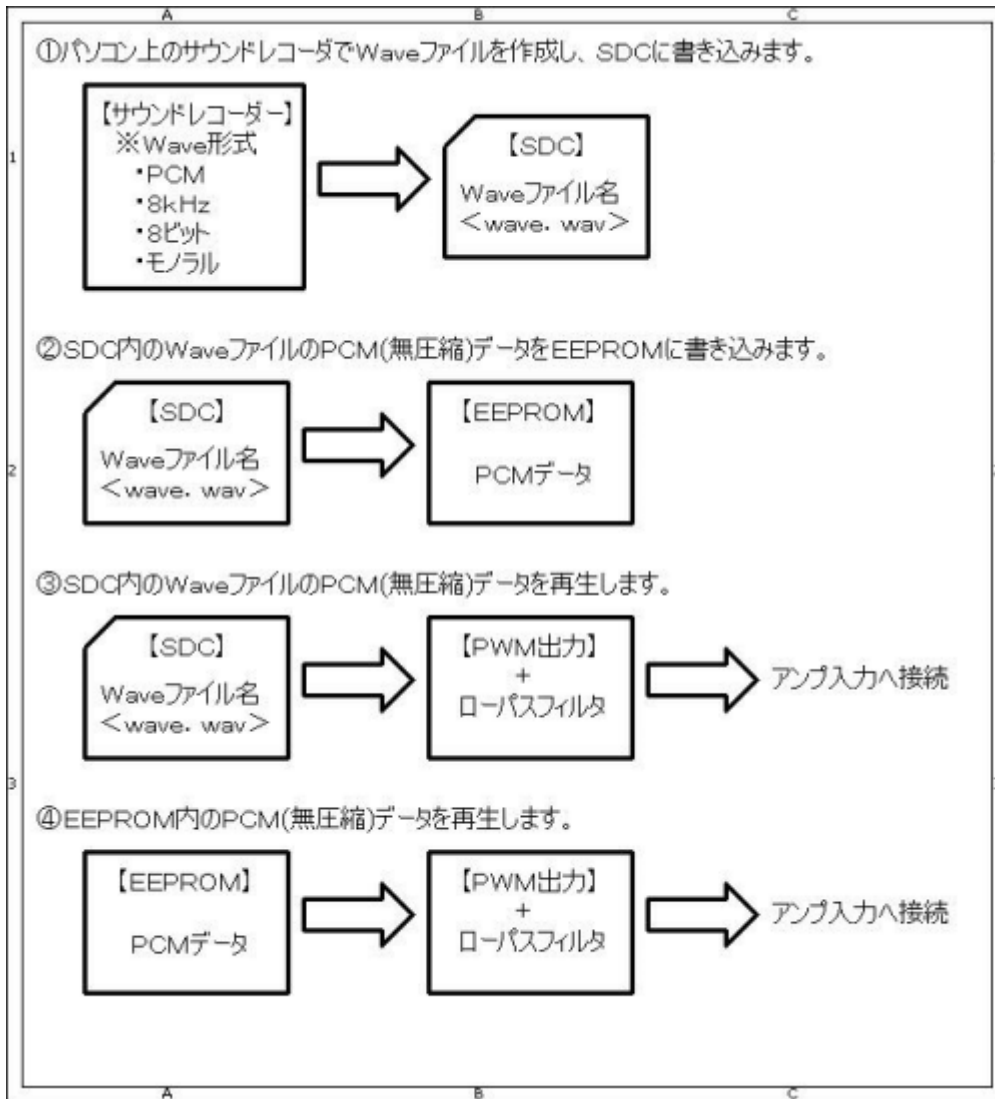 A B C
①パソコン上のサウンドレコーダでWaveファイルを作成し、SDCに書き込みます。
【サウンドレコーダー】
※Wave形式
・PCM
・8kHz
・8ビット
・モノラル
【SDC】
Waveファイル名
<wave.wav>
1
②SDC内のWaveファイルのPCM(無圧縮)データをEEPROMに書き込みます。
【SDC】
Waveファイル名
<wave.wav>
【EEPROM】
PCMデータ
2
③SDC内のWaveファイルのPCM(無圧縮)データを再生します。
【SDC】
Waveファイル名
<wave.wav>
【PWM出力】
+
ローパスフィルタ
アンプ入力へ接続
3
④EEPROM内のPCM(無圧縮)データを再生します。
【EEPROM】
PCMデータ
【PWM出力】
+
ローパスフィルタ
アンプ入力へ接続
A B C